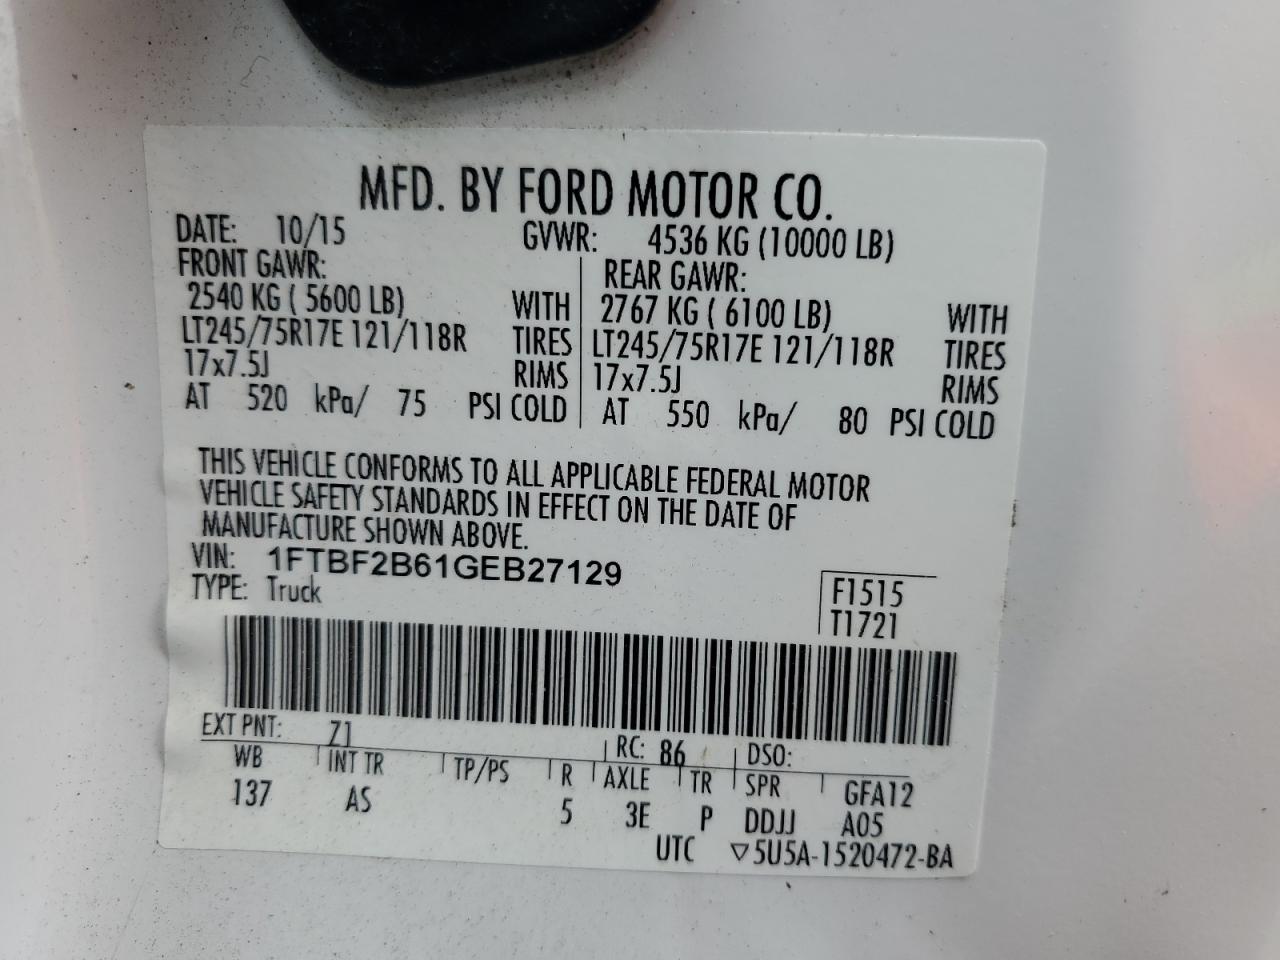 MFD. BY FORD MOTOR CO.
DATE: 10/15 GVWR: 4536 KG (10000 LB)
FRONT GAWR: REAR GAWR:
2540 KG ( 5600 LB) WITH 2767 KG ( 6100 LB) WITH
LT245/75R17E 121/118R TIRES LT245/75R17E 121/118R TIRES
17x7.5J RIMS 17x7.5J RIMS
AT 520 kPa/ 75 PSI COLD AT 550 kPa/ 80 PSI COLD
THIS VEHICLE CONFORMS TO ALL APPLICABLE FEDERAL MOTOR
VEHICLE SAFETY STANDARDS IN EFFECT ON THE DATE OF
MANUFACTURE SHOWN ABOVE.
VIN: 1FTBF2B61GEB27129
TYPE: Truck F1515
T1721
EXT PNT: Z1 RC: 86 DSO:
WB INT TR TP/PS R AXLE TR SPR GFA12
137 AS 5 3E P DDJJ A05
UTC ▽5U5A-1520472-BA